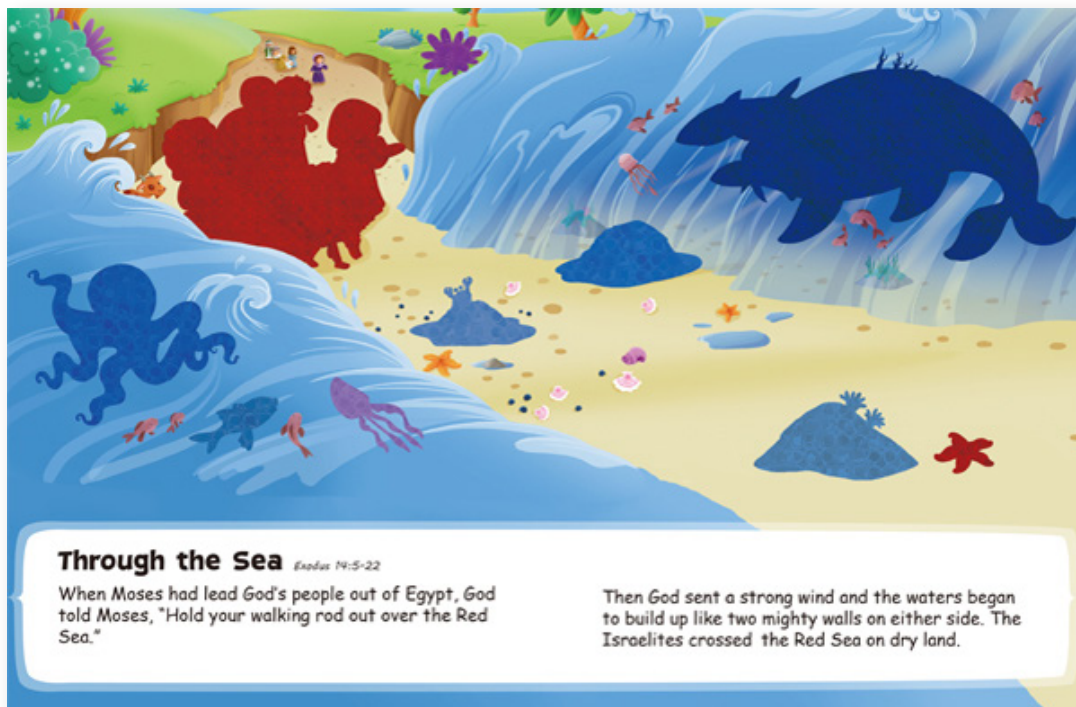 Through the Sea Exodus 14:5-22
When Moses had lead God's people out of Egypt, God
told Moses, "Hold your walking rod out over the Red
Sea."
Then God sent a strong wind and the waters began
to build up like two mighty walls on either side. The
Israelites crossed the Red Sea on dry land.